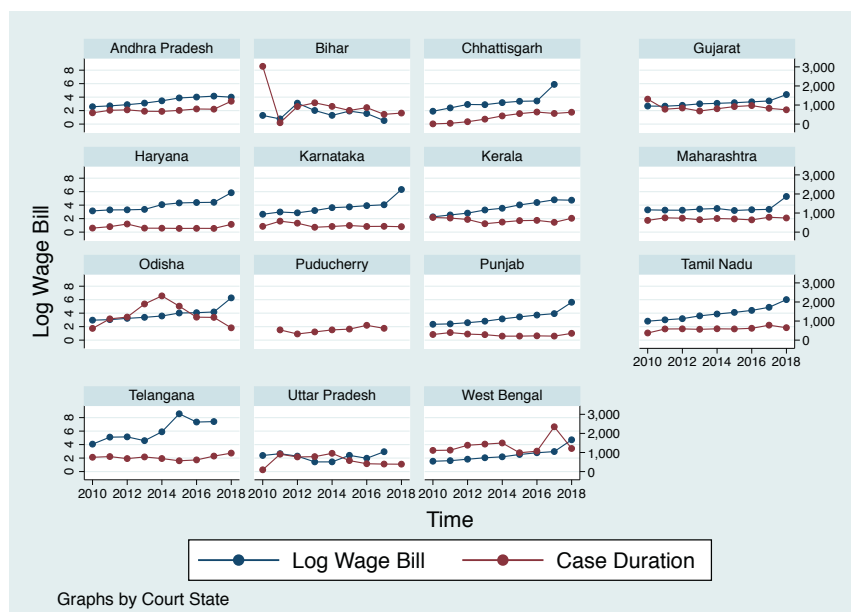 Andhra Pradesh Bihar Chhattisgarh Gujarat
0 2 4 6 8
0 1,000 2,000 3,000
Haryana Karnataka Kerala Maharashtra
0 2 4 6 8
0 1,000 2,000 3,000
Odisha Puducherry Punjab Tamil Nadu
0 2 4 6 8
0 1,000 2,000 3,000
2010 2012 2014 2016 2018
Telangana Uttar Pradesh West Bengal
0 2 4 6 8
0 1,000 2,000 3,000
2010 2012 2014 2016 2018 2010 2012 2014 2016 2018 2010 2012 2014 2016 2018
Log Wage Bill
Time
Log Wage Bill Case Duration
Graphs by Court State